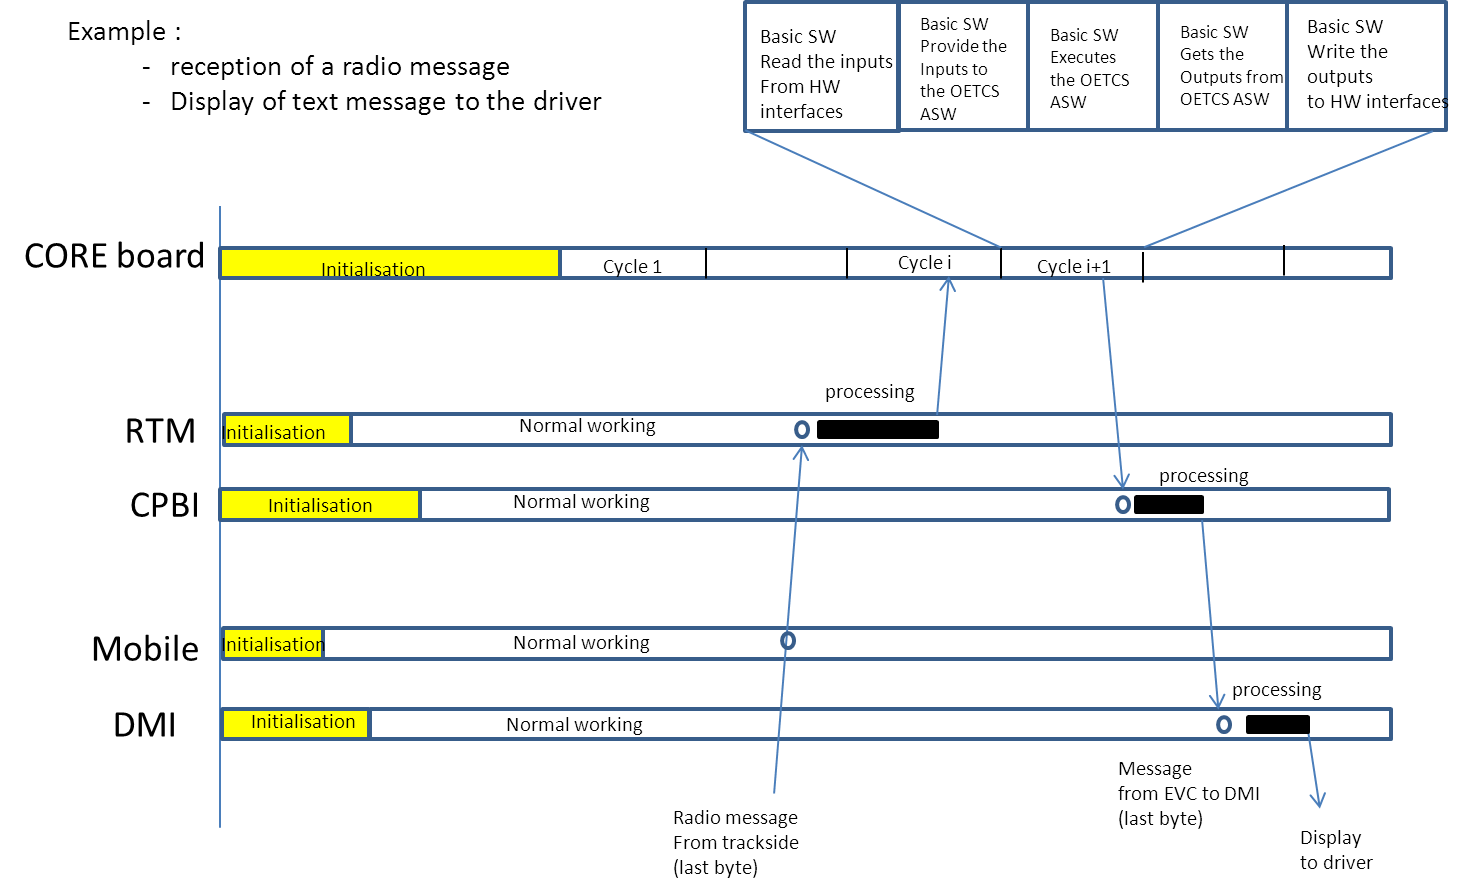 Example :
- reception of a radio message
- Display of text message to the driver
Basic SW
Read the inputs
From HW
interfaces
Basic SW
Provide the
Inputs to
the OETCS
ASW
Basic SW
Executes
the OETCS
ASW
Basic SW
Gets the
Outputs from
OETCS ASW
Basic SW
Write the
outputs
to HW interfaces
CORE board
Initialisation
Cycle 1
Cycle i
Cycle i+1
processing
RTM
Initialisation
Normal working
processing
CPBI
Initialisation
Normal working
Mobile
Initialisation
Normal working
processing
DMI
Initialisation
Normal working
Radio message
From trackside
(last byte)
Message
from EVC to DMI
(last byte)
Display
to driver